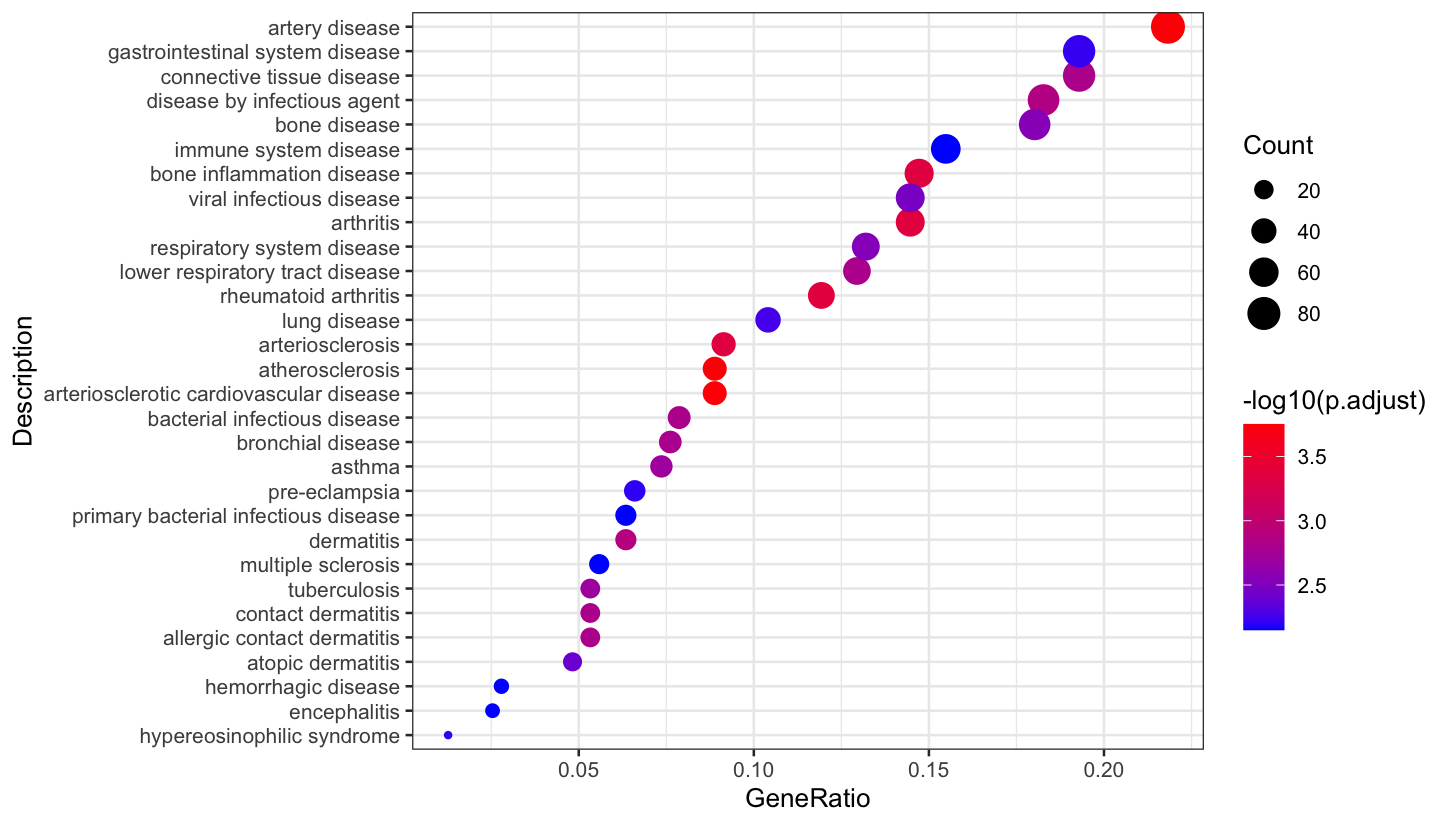 artery disease
gastrointestinal system disease
connective tissue disease
disease by infectious agent
bone disease
immune system disease
bone inflammation disease
viral infectious disease
arthritis
respiratory system disease
lower respiratory tract disease
rheumatoid arthritis
lung disease
arteriosclerosis
atherosclerosis
arteriosclerotic cardiovascular disease
bacterial infectious disease
bronchial disease
asthma
pre-eclampsia
primary bacterial infectious disease
dermatitis
multiple sclerosis
tuberculosis
contact dermatitis
allergic contact dermatitis
atopic dermatitis
hemorrhagic disease
encephalitis
hypereosinophilic syndrome
Description
0.05 0.10 0.15 0.20
GeneRatio
Count
20
40
60
80
-log10(p.adjust)
3.5
3.0
2.5